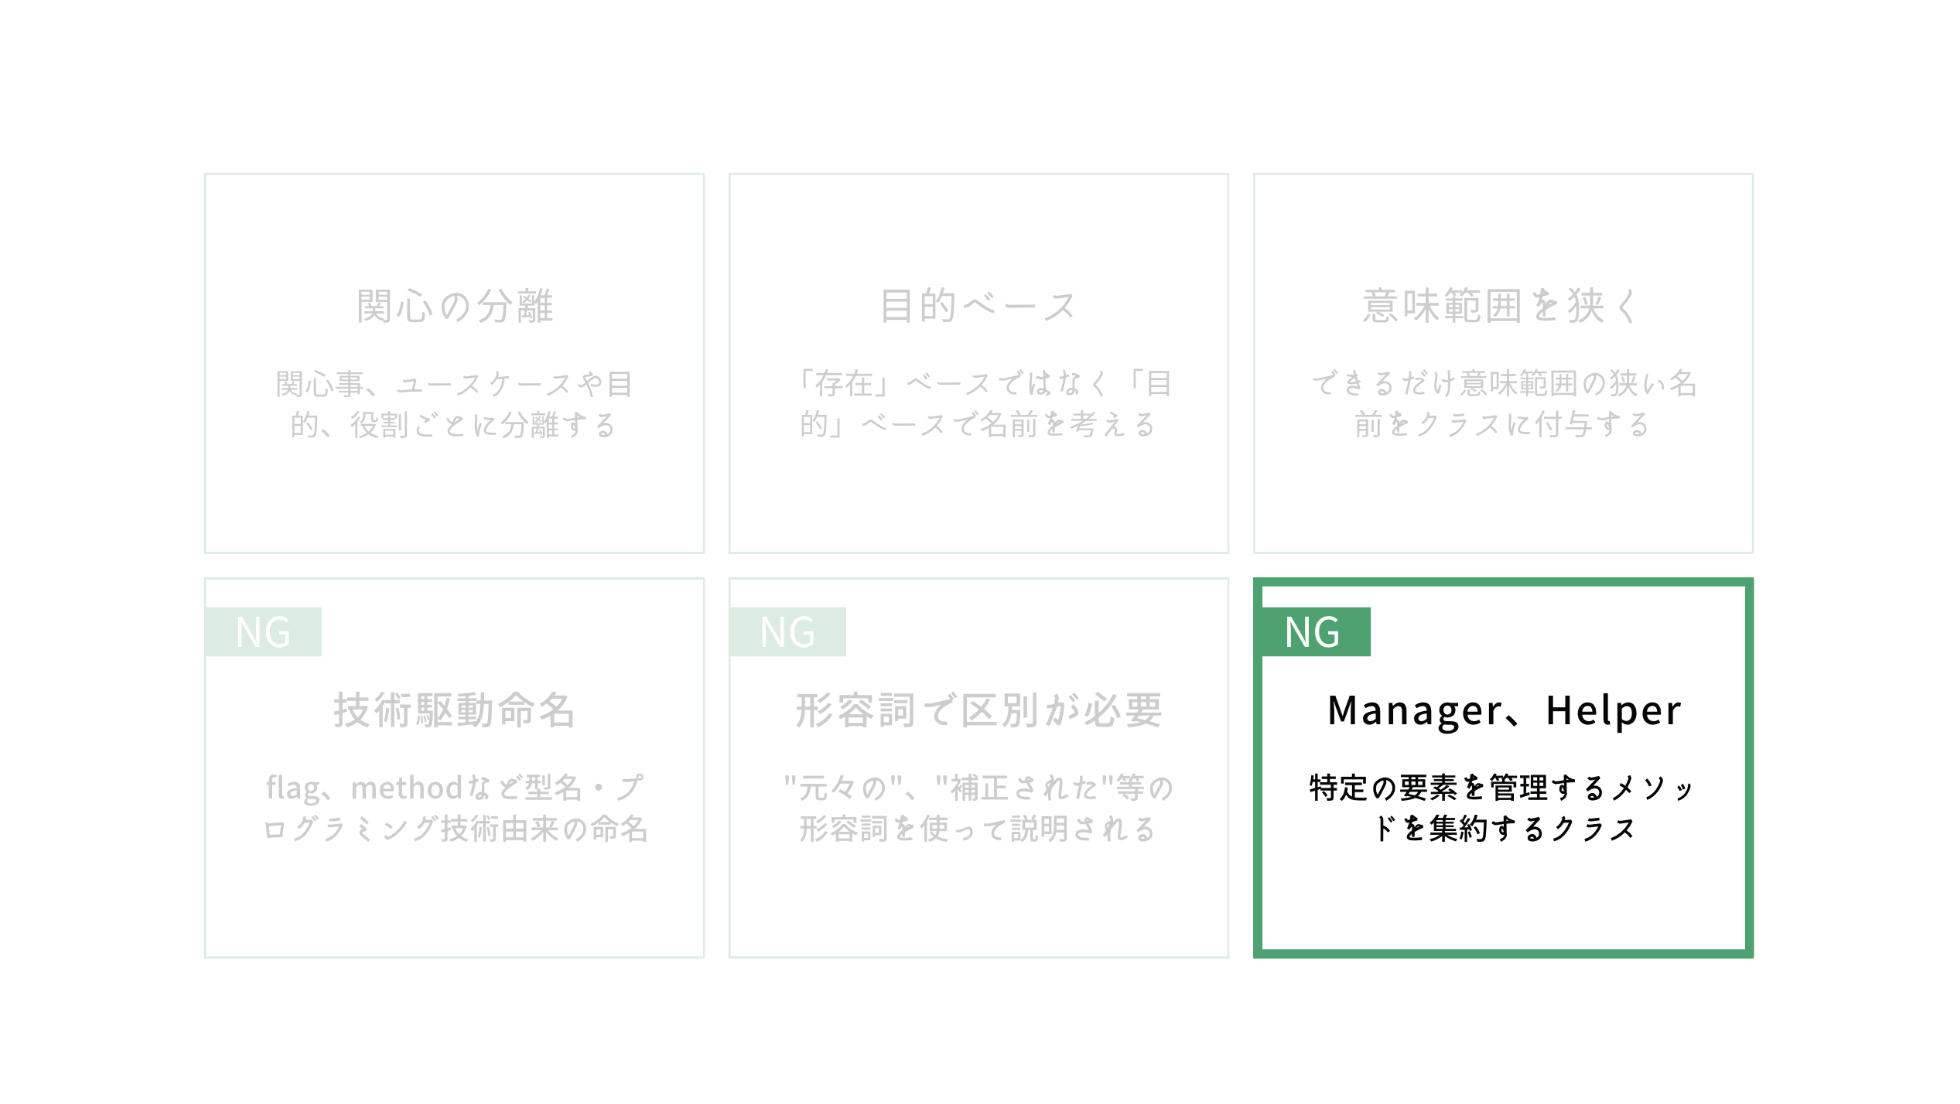 関心の分離
関心事、ユースケースや目
的、役割ごとに分離する
目的ベース
「存在」ベースではなく「目
的」ベースで名前を考える
意味範囲を狭く
できるだけ意味範囲の狭い名
前をクラスに付与する
NG
技術駆動命名
flag、methodなど型名・プ
ログラミング技術由来の命名
NG
形容詞で区別が必要
"元々の"、"補正された"等の
形容詞を使って説明される
NG
Manager、Helper
特定の要素を管理するメソッ
ドを集約するクラス